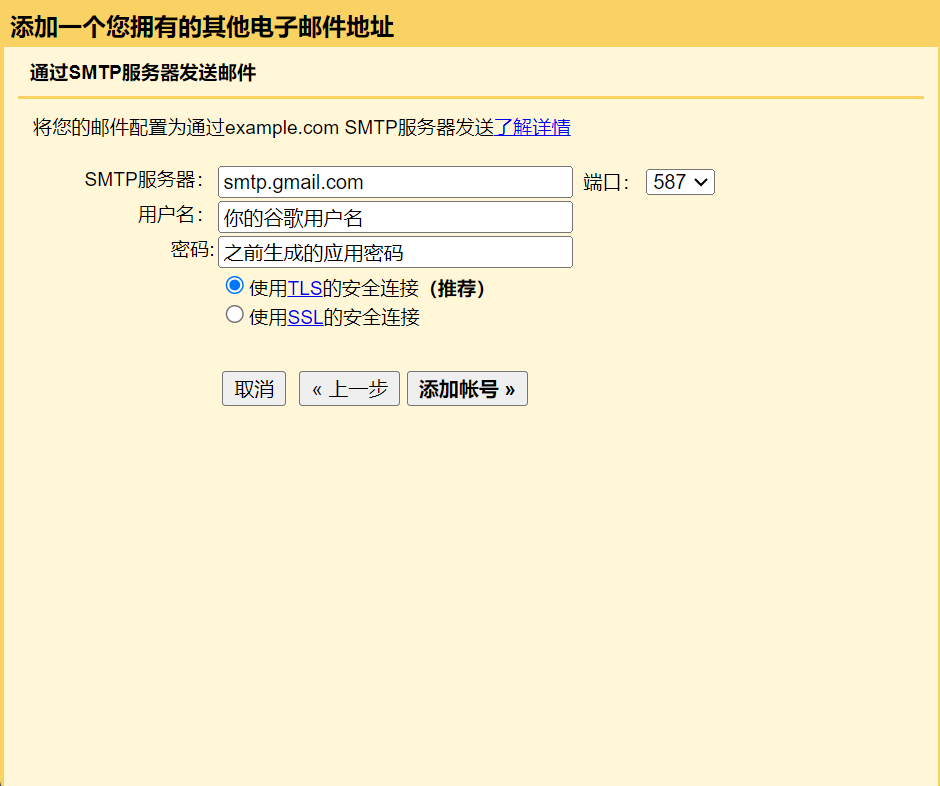 添加一个您拥有的其他电子邮件地址
通过SMTP服务器发送邮件
将您的邮件配置为通过example.com SMTP服务器发送了解详情
SMTP服务器： smtp.gmail.com 端口： 587
用户名： 你的谷歌用户名
密码: 之前生成的应用密码
使用TLS的安全连接（推荐）
使用SSL的安全连接
取消 « 上一步 添加帐号 »